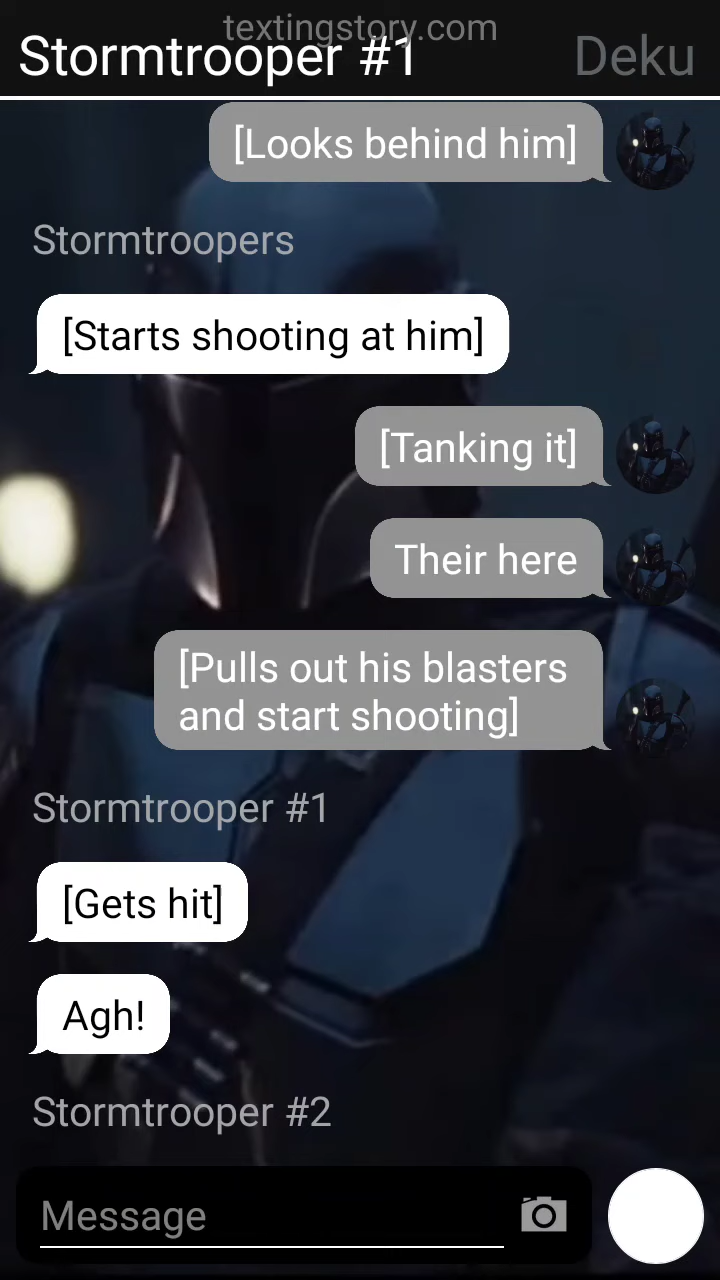 textingstory.com
Stormtrooper #1
Deku
[Looks behind him]
Stormtroopers
[Starts shooting at him]
[Tanking it]
Their here
[Pulls out his blasters
and start shooting]
Stormtrooper #1
[Gets hit]
Agh!
Stormtrooper #2
Message